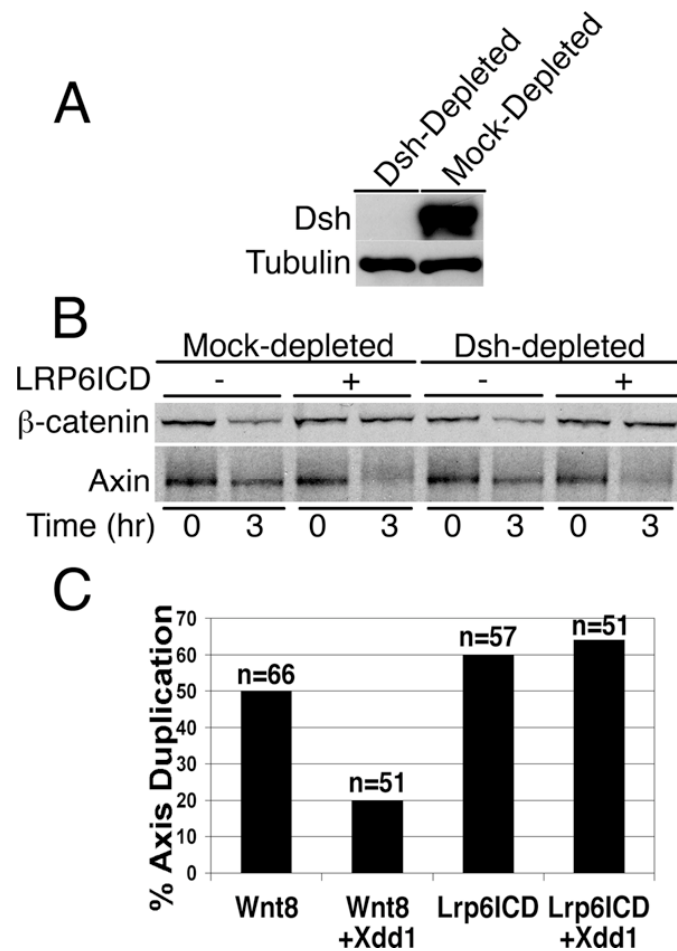 A
Dsh-Depleted
Mock-Depleted
Dsh
Tubulin
B
Mock-depleted Dsh-depleted
LRP6ICD - + - +
β-catenin
Axin
Time (hr) 0 3 0 3 0 3 0 3
C
% Axis Duplication
70
60
50
40
30
20
10
0
n=66
n=51
n=57
n=51
Wnt8
Wnt8 +Xdd1
Lrp6ICD
Lrp6ICD +Xdd1